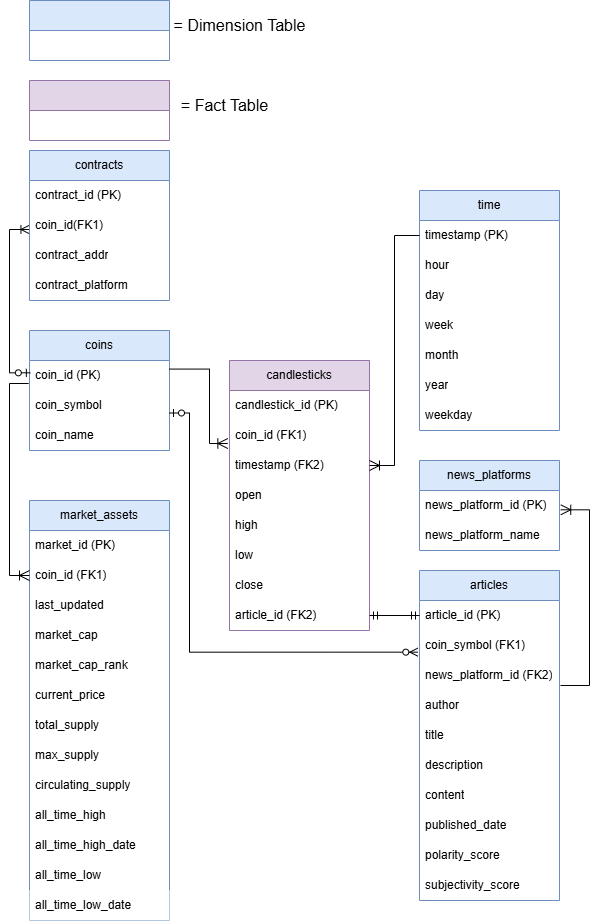 = Dimension Table
= Fact Table
contracts
contract_id (PK)
coin_id(FK1)
contract_addr
contract_platform
coins
coin_id (PK)
coin_symbol
coin_name
market_assets
market_id (PK)
coin_id (FK1)
last_updated
market_cap
market_cap_rank
current_price
total_supply
max_supply
circulating_supply
all_time_high
all_time_high_date
all_time_low
all_time_low_date
candlesticks
candlestick_id (PK)
coin_id (FK1)
timestamp (FK2)
open
high
low
close
article_id (FK2)
time
timestamp (PK)
hour
day
week
month
year
weekday
news_platforms
news_platform_id (PK)
news_platform_name
articles
article_id (PK)
coin_symbol (FK1)
news_platform_id (FK2)
author
title
description
content
published_date
polarity_score
subjectivity_score